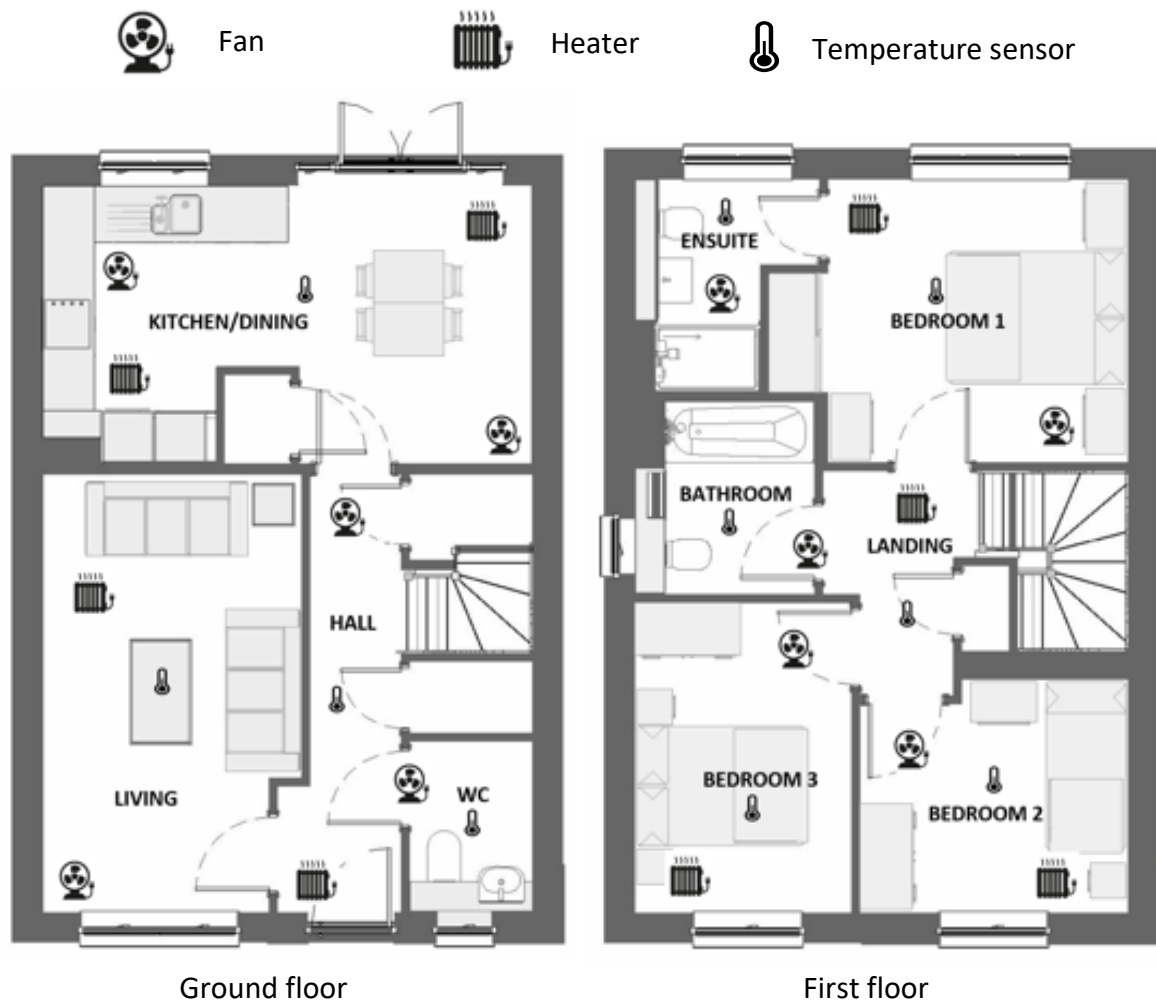 Fan
Heater
Temperature sensor
KITCHEN/DINING
HALL
LIVING
WC
ENSUITE
BEDROOM 1
BATHROOM
LANDING
BEDROOM 3
BEDROOM 2
Ground floor
First floor